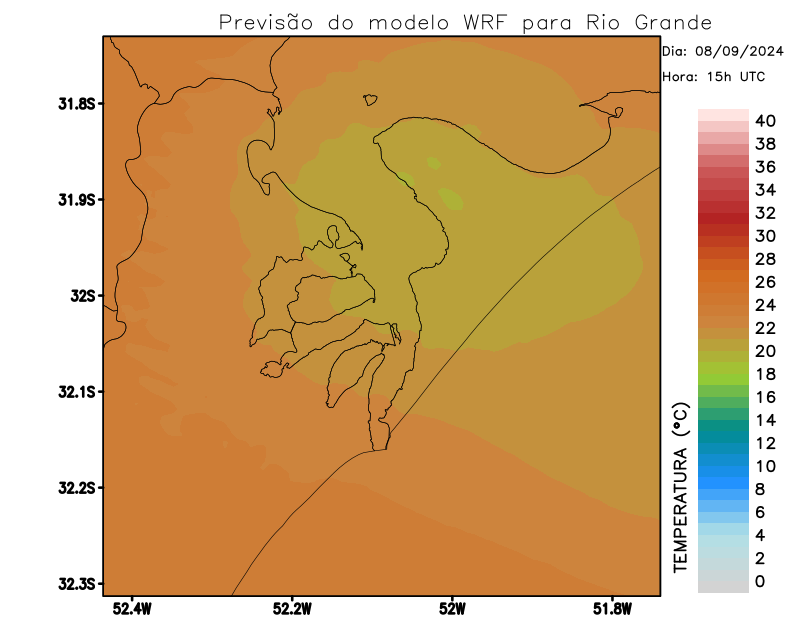 Previsão do modelo WRF para Rio Grande
Dia: 08/09/2024
Hora: 15h UTC
31.8S
31.9S
32S
32.1S
32.2S
32.3S
52.4W
52.2W
52W
51.8W
TEMPERATURA (°C)
40
38
36
34
32
30
28
26
24
22
20
18
16
14
12
10
8
6
4
2
0